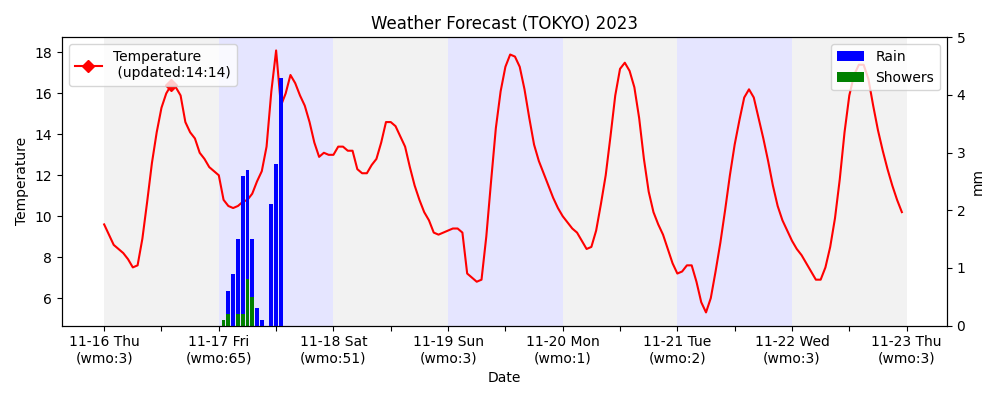 Weather Forecast (TOKYO) 2023
Temperature
(updated:14:14)
Rain
Showers
18
16
14
12
10
8
6
Temperature
5
4
3
2
1
0
mm
11-16 Thu
(wmo:3)
11-17 Fri
(wmo:65)
11-18 Sat
(wmo:51)
11-19 Sun
(wmo:3)
11-20 Mon
(wmo:1)
11-21 Tue
(wmo:2)
11-22 Wed
(wmo:3)
11-23 Thu
(wmo:3)
Date